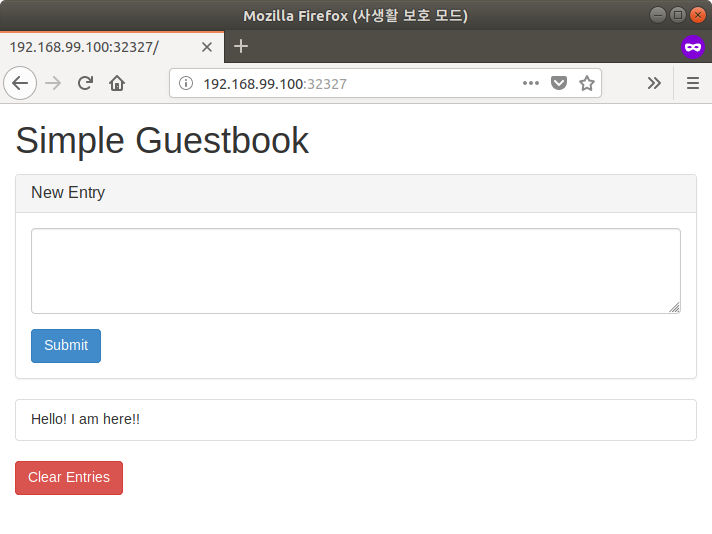 Mozilla Firefox (사생활 보호 모드)
192.168.99.100:32327/
192.168.99.100:32327
Simple Guestbook
New Entry
Submit
Hello! I am here!!
Clear Entries